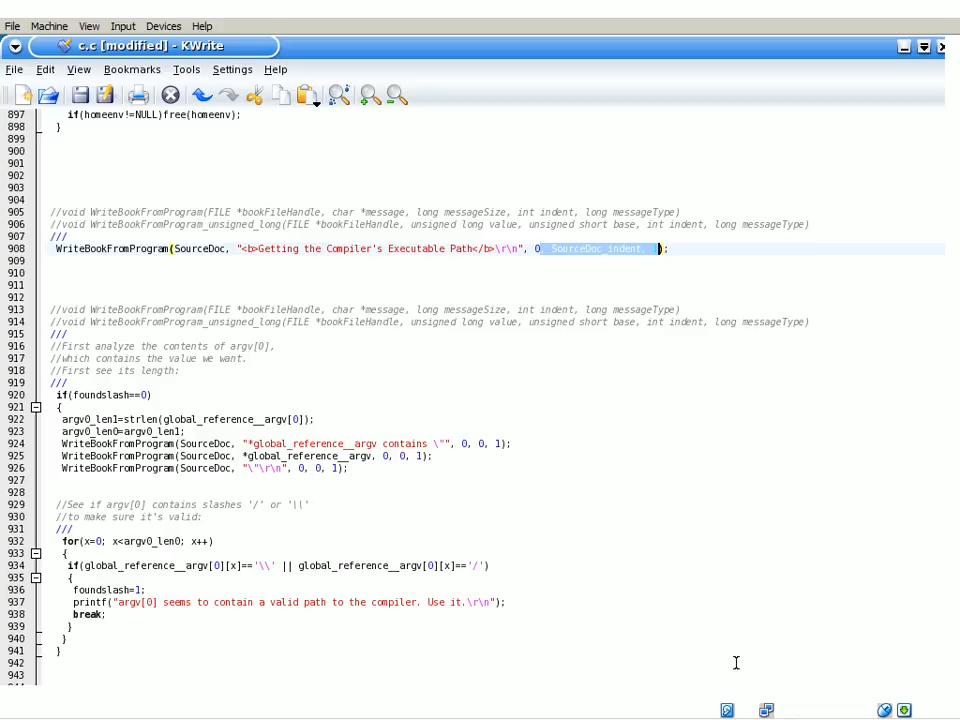 File Machine View Input Devices Help
c.c [modified] - KWrite
File Edit View Bookmarks Tools Settings Help
897 if(homeenv!=NULL)free(homeenv);
898 }
899
900
901
902
903
904
905 //void WriteBookFromProgram(FILE *bookFileHandle, char *message, long messageSize, int indent, long messageType)
906 //void WriteBookFromProgram_unsigned_long(FILE *bookFileHandle, unsigned long value, unsigned short base, int indent, long messageType)
907 ///
908 WriteBookFromProgram(SourceDoc, "<b>Getting the Compiler's Executable Path</b>\r\n", 0, SourceDoc_indent, );
909
910
911
912
913 //void WriteBookFromProgram(FILE *bookFileHandle, char *message, long messageSize, int indent, long messageType)
914 //void WriteBookFromProgram_unsigned_long(FILE *bookFileHandle, unsigned long value, unsigned short base, int indent, long messageType)
915 ///
916 //First analyze the contents of argv[0],
917 //which contains the value we want.
918 //First see its length:
919 ///
920 if(foundslash==0)
921 {
922 argv0_len1=strlen(global_reference__argv[0]);
923 argv0_len0=argv0_len1;
924 WriteBookFromProgram(SourceDoc, "*global_reference__argv contains \"", 0, 0, 1);
925 WriteBookFromProgram(SourceDoc, *global_reference__argv, 0, 0, 1);
926 WriteBookFromProgram(SourceDoc, "\"\r\n", 0, 0, 1);
927
928
929 //See if argv[0] contains slashes '/' or '\\'
930 //to make sure it's valid:
931 ///
932 for(x=0; x<argv0_len0; x++)
933 {
934 if(global_reference__argv[0][x]=='\\' || global_reference__argv[0][x]=='/')
935 {
936 foundslash=1;
937 printf("argv[0] seems to contain a valid path to the compiler. Use it.\r\n");
938 break;
939 }
940 }
941 }
942
943